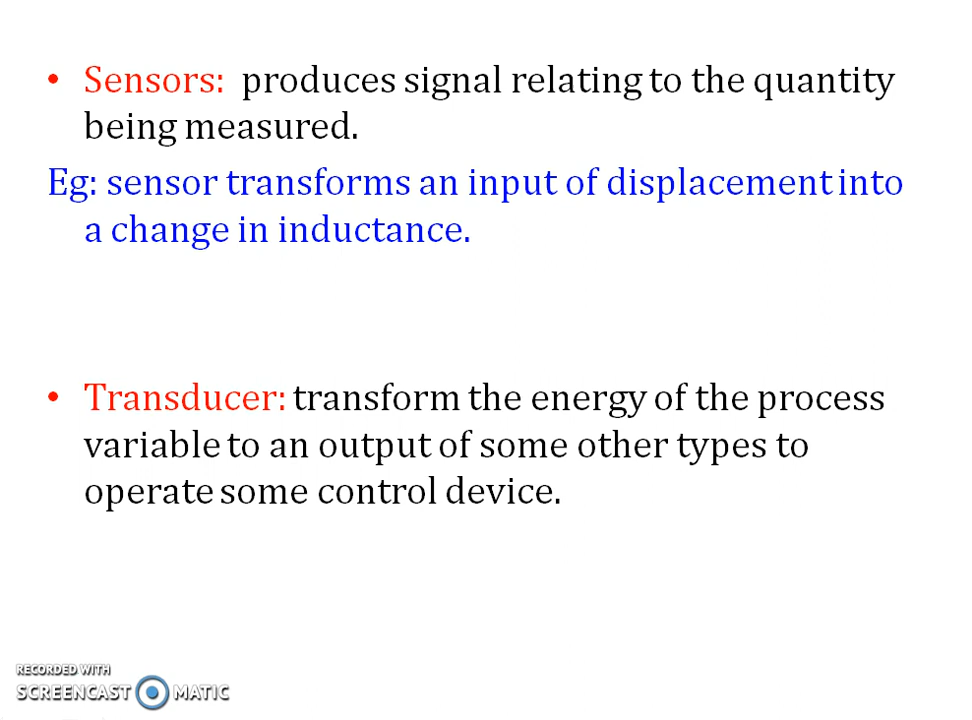 • Sensors: produces signal relating to the quantity
being measured.
Eg: sensor transforms an input of displacement into
a change in inductance.
• Transducer: transform the energy of the process
variable to an output of some other types to
operate some control device.
RECORDED WITH
SCREENCAST MATIC